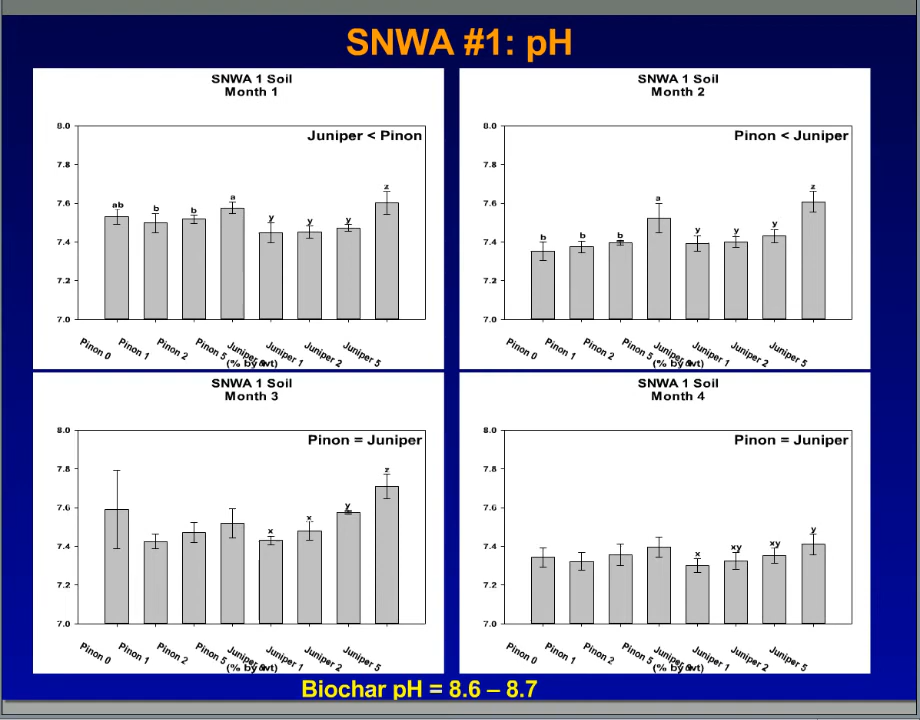 SNWA #1: pH
SNWA 1 Soil
Month 1
8.0
Juniper < Pinon
7.8
7.6
7.4
7.2
7.0
ab
b
b
a
y
y
y
z
Pinon 0
Pinon 1
Pinon 2
Pinon 5
Juniper
Juniper 1
Juniper 2
Juniper 5
(% by wt)
SNWA 1 Soil
Month 2
8.0
Pinon < Juniper
7.8
7.6
7.4
7.2
7.0
b
b
b
a
y
y
y
z
Pinon 0
Pinon 1
Pinon 2
Pinon 5
Juniper
Juniper 1
Juniper 2
Juniper 5
(% by wt)
SNWA 1 Soil
Month 3
8.0
Pinon = Juniper
7.8
7.6
7.4
7.2
7.0
x
x
y
z
Pinon 0
Pinon 1
Pinon 2
Pinon 5
Juniper
Juniper 1
Juniper 2
Juniper 5
(% by wt)
SNWA 1 Soil
Month 4
8.0
Pinon = Juniper
7.8
7.6
7.4
7.2
7.0
x
xy
xy
y
Pinon 0
Pinon 1
Pinon 2
Pinon 5
Juniper
Juniper 1
Juniper 2
Juniper 5
(% by wt)
Biochar pH = 8.6 – 8.7